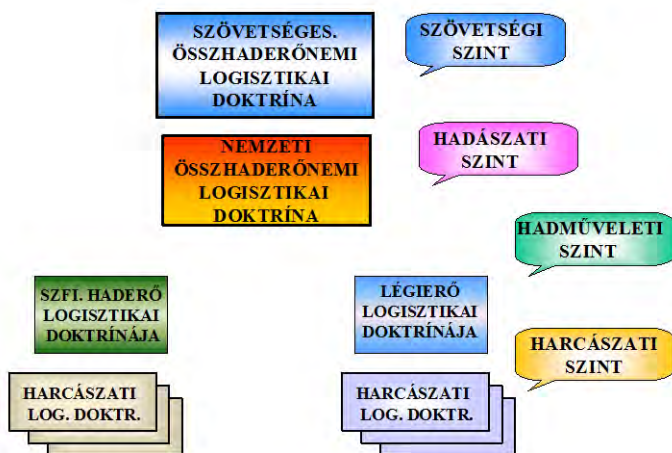 SZÖVETSÉGES.
ÖSSZHADERŐNEMI
LOGISZTIKAI
DOKTRÍNA
SZÖVETSÉGI
SZINT
NEMZETI
ÖSSZHADERŐNEMI
LOGISZTIKAI
DOKTRÍNA
HADÁSZATI
SZINT
HADMŰVELETI
SZINT
SZFI. HADERŐ
LOGISZTIKAI
DOKTRÍNÁJA
LÉGIERŐ
LOGISZTIKAI
DOKTRÍNÁJA
HARCÁSZATI
SZINT
HARCÁSZATI
LOG. DOKTR.
HARCÁSZATI
LOG. DOKTR.